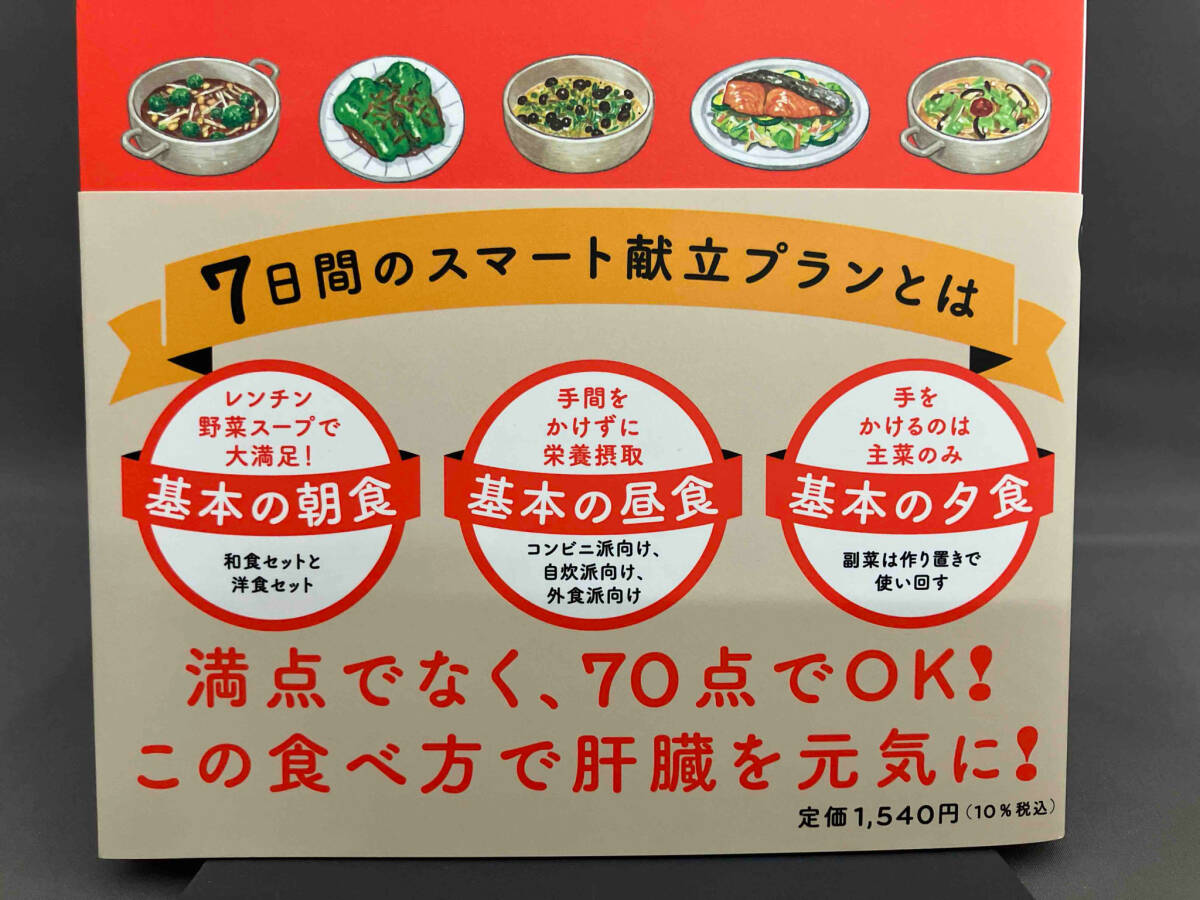 7日間のスマート献立プランとは
レンチン
野菜スープで
大満足!
基本の朝食
和食セットと
洋食セット
手間を
かけずに
栄養摂取
基本の昼食
コンビニ派向け、
自炊派向け、
外食派向け
手を
かけるのは
主菜のみ
基本の夕食
副菜は作り置きで
使い回す
満点でなく、70点でOK!
この食べ方で肝臓を元気に!
定価1,540円(10%税込)